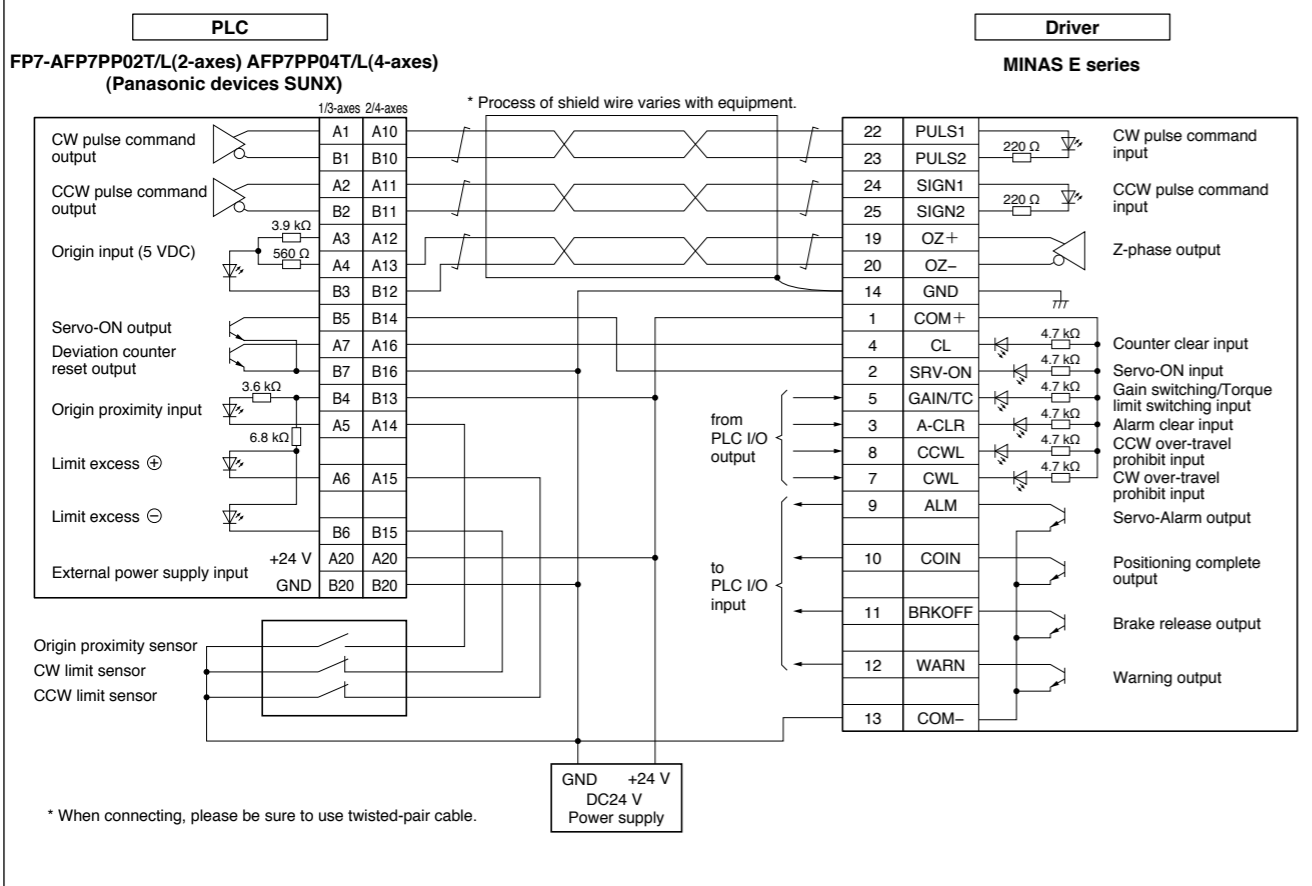 PLC
Driver
FP7-AFP7PP02T/L(2-axes) AFP7PP04T/L(4-axes)
(Panasonic devices SUNX)
MINAS E series
1/3-axes 2/4-axes
* Process of shield wire varies with equipment.
CW pulse command
output
A1 A10
B1 B10
22 PULS1
23 PULS2
220 Ω
CW pulse command
input
CCW pulse command
output
A2 A11
B2 B11
24 SIGN1
25 SIGN2
220 Ω
CCW pulse command
input
Origin input (5 VDC)
3.9 kΩ
560 Ω
A3 A12
A4 A13
B3 B12
19 OZ+
20 OZ−
14 GND
Z-phase output
Servo-ON output
B5 B14
1 COM+
Deviation counter
reset output
A7 A16
B7 B16
4 CL
4.7 kΩ
Counter clear input
2 SRV-ON
4.7 kΩ
Servo-ON input
Origin proximity input
3.6 kΩ
6.8 kΩ
B4 B13
A5 A14
from
PLC I/O
output
5 GAIN/TC
4.7 kΩ
Gain switching/Torque
limit switching input
3 A-CLR
4.7 kΩ
Alarm clear input
Limit excess ⊕
A6 A15
8 CCWL
4.7 kΩ
CCW over-travel
prohibit input
7 CWL
4.7 kΩ
CW over-travel
prohibit input
Limit excess ⊖
B6 B15
9 ALM
Servo-Alarm output
External power supply input
+24 V A20 A20
GND B20 B20
to
PLC I/O
input
10 COIN
Positioning complete
output
11 BRKOFF
Brake release output
12 WARN
Warning output
13 COM−
Origin proximity sensor
CW limit sensor
CCW limit sensor
GND +24 V
DC24 V
Power supply
* When connecting, please be sure to use twisted-pair cable.